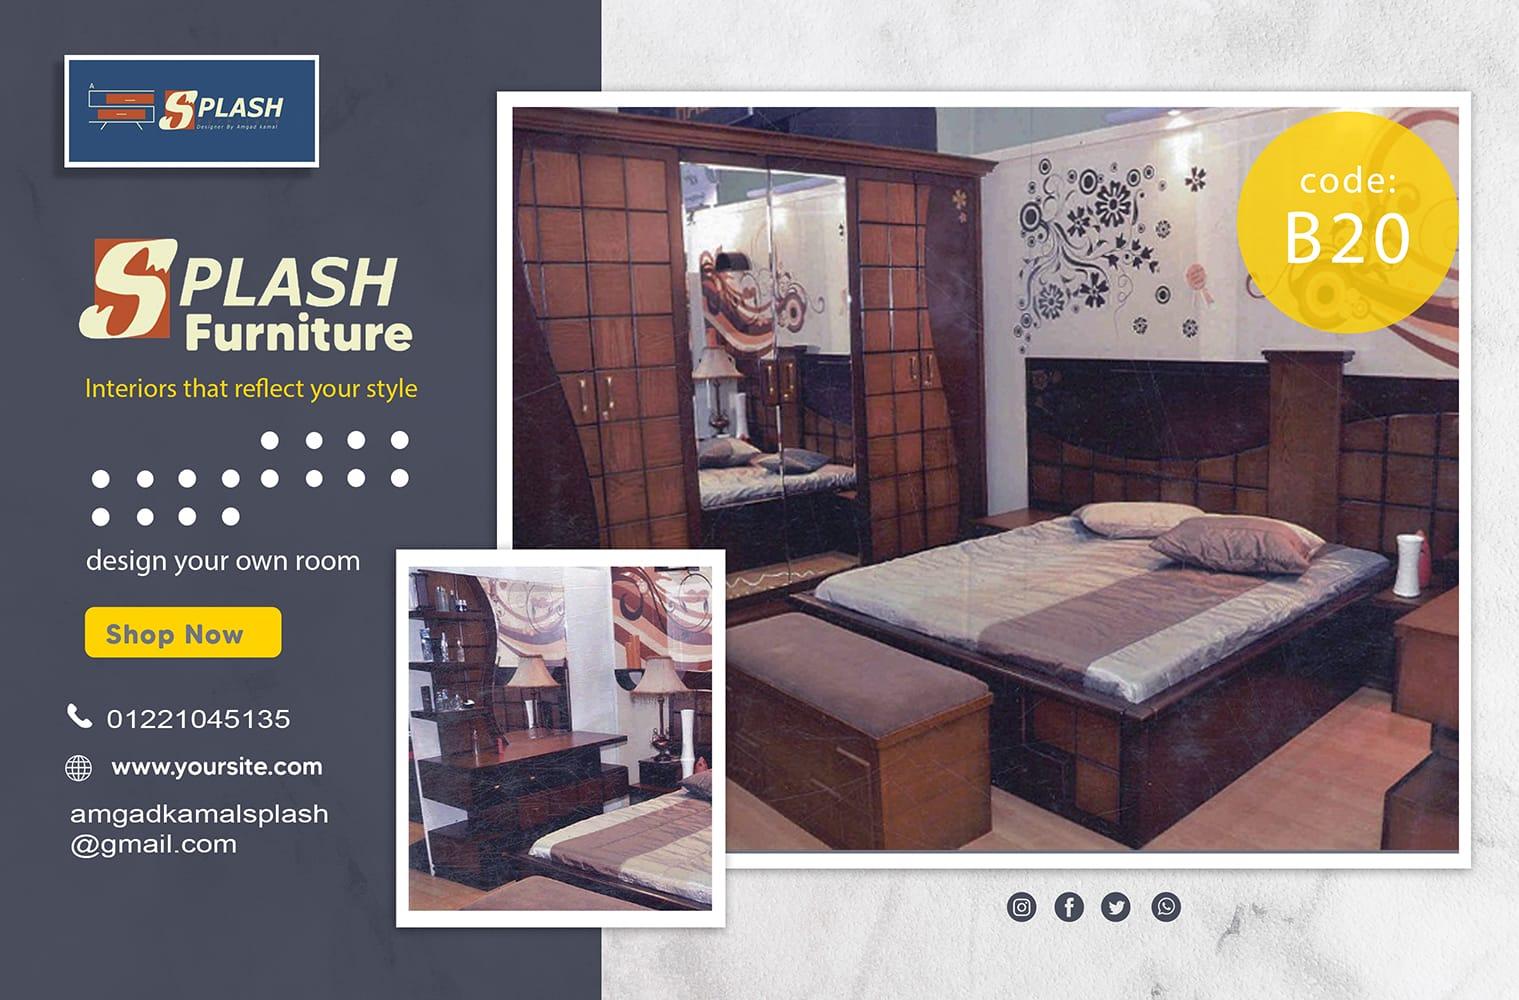 A
SPLASH
Designer By Amgad kamal
SPLASH
Furniture
Interiors that reflect your style
design your own room
Shop Now
01221045135
www.yoursite.com
amgadkamalsplash
@gmail.com
code:
B20